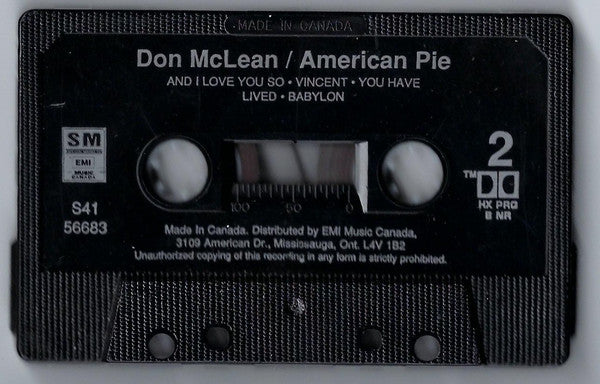 MADE IN CANADA
Don McLean / American Pie
AND I LOVE YOU SO • VINCENT • YOU HAVE
LIVED • BABYLON
SM
EMI
MUSIC
CANADA
S41
56683
2
TM
HX PRO
B NR
100 50 0
Made In Canada. Distributed by EMI Music Canada,
3109 American Dr., Mississauga, Ont. L4V 1B2
Unauthorized copying of this recording in any form is strictly prohibited.